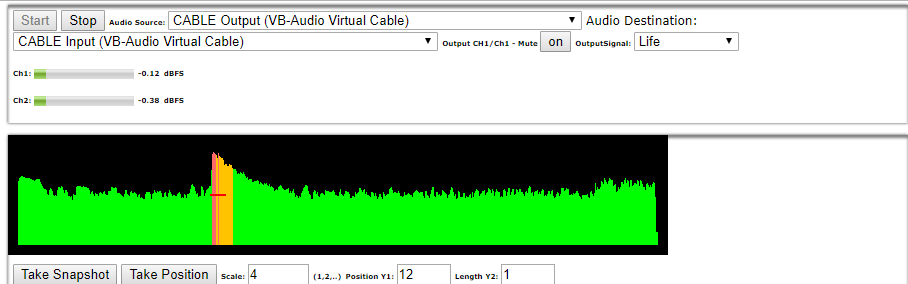 Start Stop Audio Source: CABLE Output (VB-Audio Virtual Cable) Audio Destination:
CABLE Input (VB-Audio Virtual Cable) Output CH1/Ch1 - Mute on OutputSignal: Life
Ch1: -0.12 dBFS
Ch2: -0.38 dBFS
Take Snapshot Take Position Scale: 4 (1,2,..) Position Y1: 12 Length Y2: 1